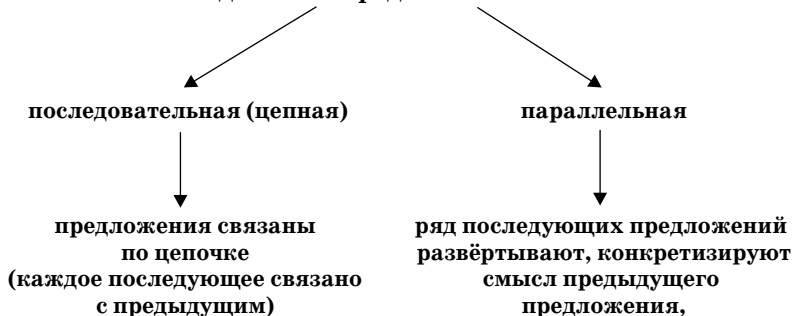 последовательная (цепная)
параллельная
предложения связаны
по цепочке
(каждое последующее связано
с предыдущим)
ряд последующих предложений
развёртывают, конкретизируют
смысл предыдущего
предложения,